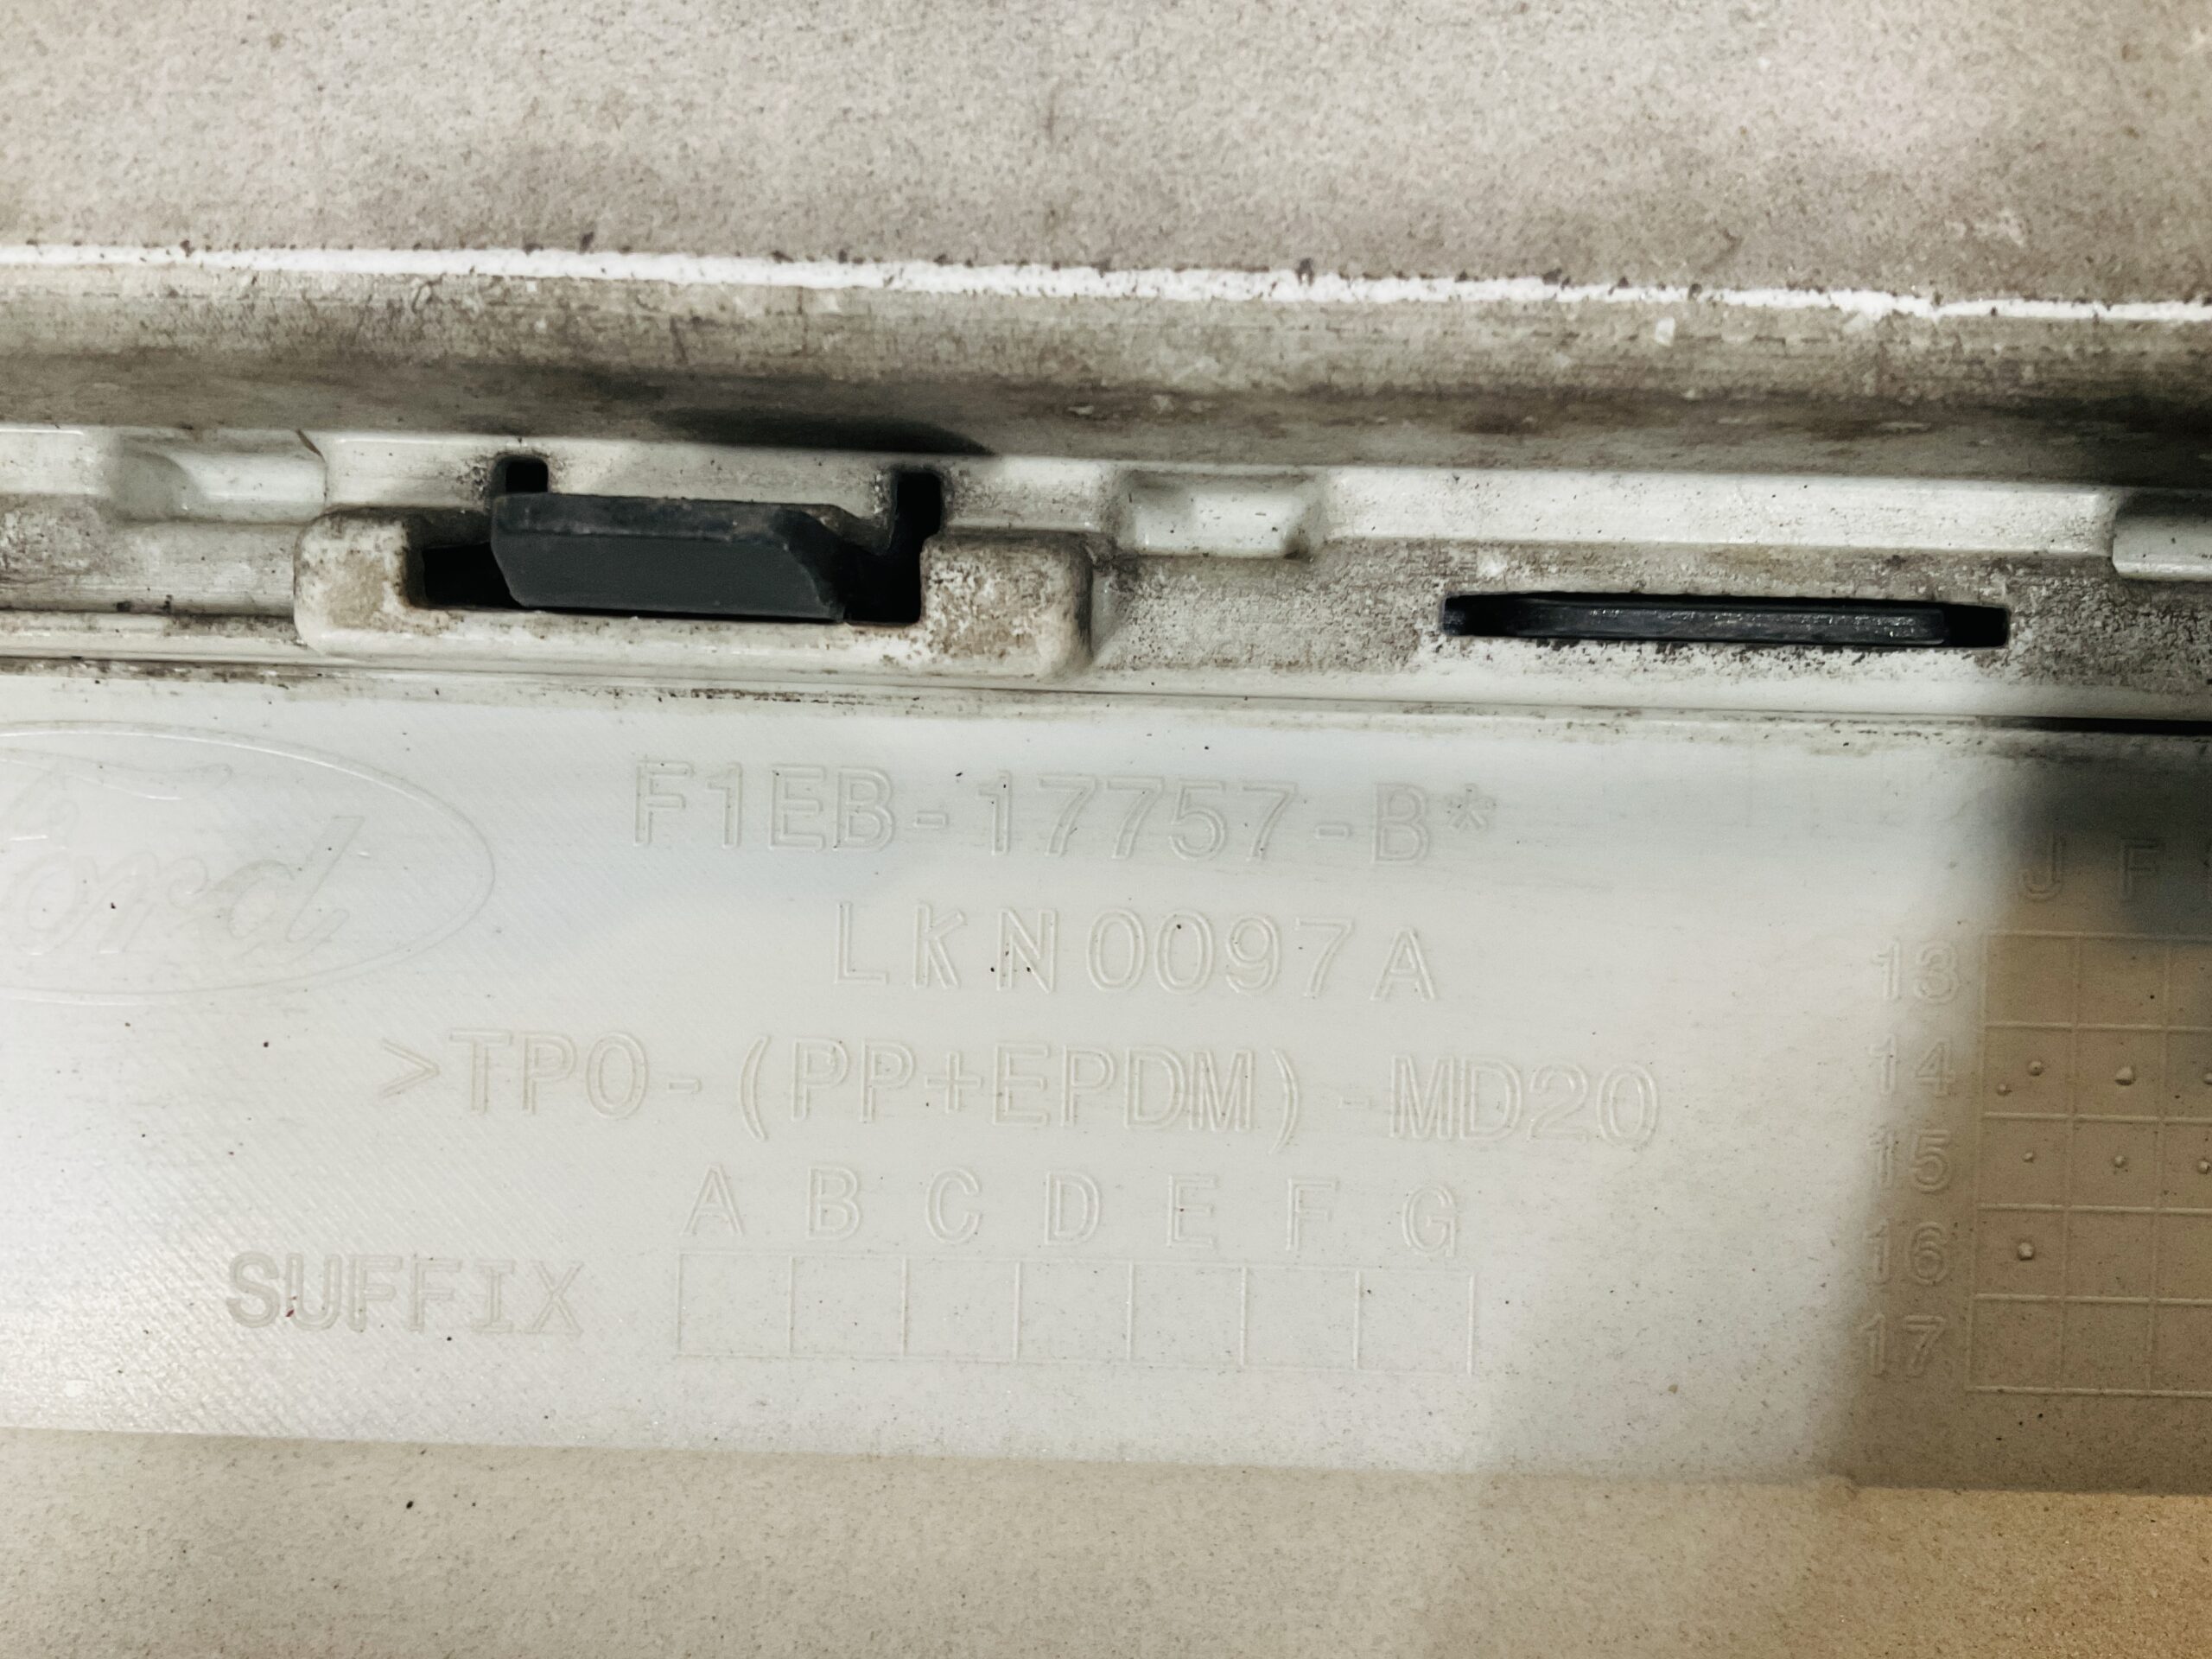 Ford
F1EB-17757-B*
LKN0097A
>TPO-(PP+EPDM)-MD20
A B C D E F G
SUFFIX
J F
13
14
15
16
17